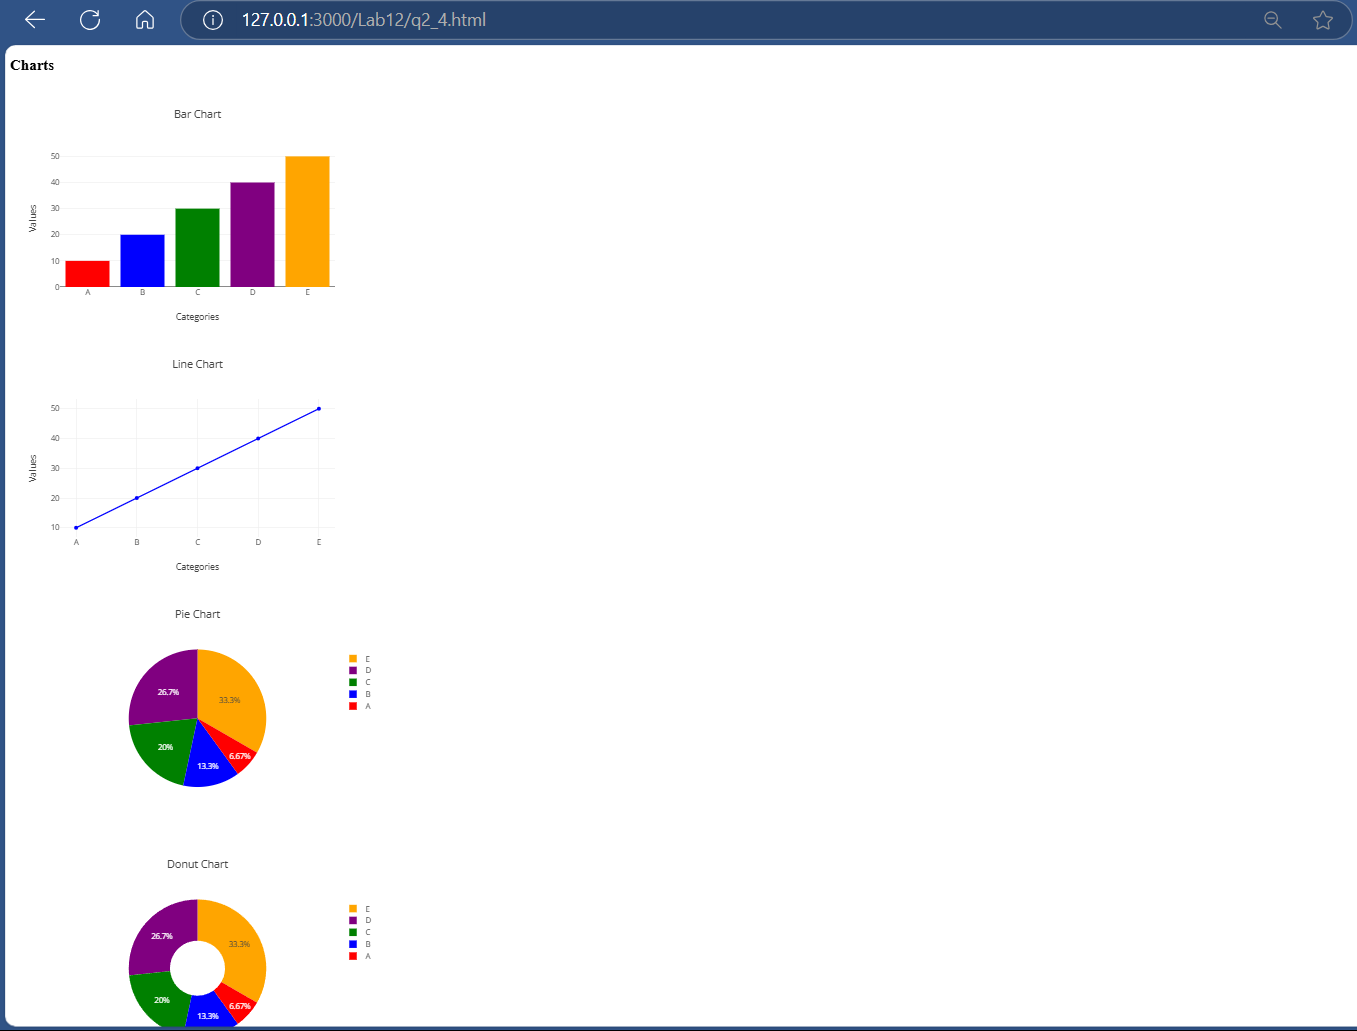 127.0.0.1:3000/Lab12/q2_4.html
Charts
Bar Chart
50
40
30
20
10
0
Values
A B C D E
Categories
Line Chart
50
40
30
20
10
Values
A B C D E
Categories
Pie Chart
26.7%
33.3%
20%
6.67%
13.3%
E
D
C
B
A
Donut Chart
26.7%
33.3%
20%
6.67%
13.3%
E
D
C
B
A